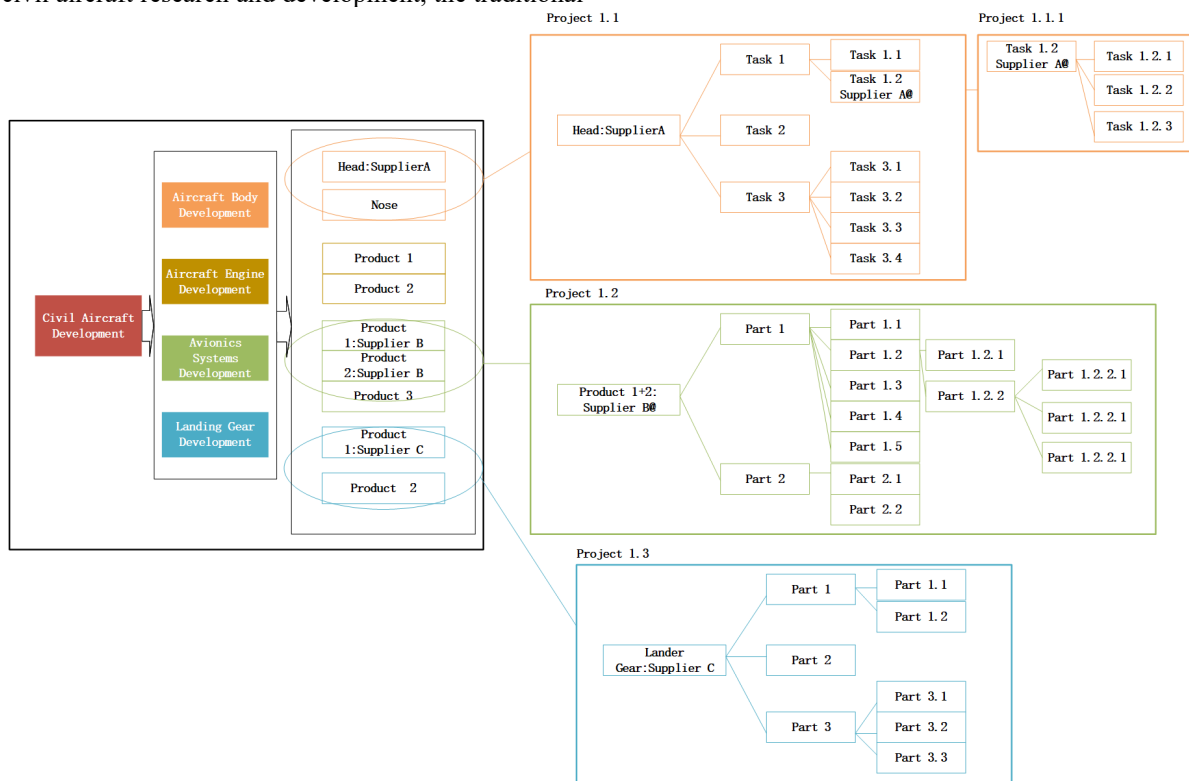 civil aircraft research and development, the traditional
Project 1.1
Project 1.1.1
Head:SupplierA
Task 1
Task 2
Task 3
Task 1.1
Task 1.2
Supplier A@
Task 3.1
Task 3.2
Task 3.3
Task 3.4
Task 1.2
Supplier A@
Task 1.2.1
Task 1.2.2
Task 1.2.3
Civil Aircraft
Development
Aircraft Body
Development
Aircraft Engine
Development
Avionics
Systems
Development
Landing Gear
Development
Head:SupplierA
Nose
Product 1
Product 2
Product
1:Supplier B
Product
2:Supplier B
Product 3
Product
1:Supplier C
Product 2
Project 1.2
Product 1+2:
Supplier B@
Part 1
Part 2
Part 1.1
Part 1.2
Part 1.3
Part 1.4
Part 1.5
Part 2.1
Part 2.2
Part 1.2.1
Part 1.2.2
Part 1.2.2.1
Part 1.2.2.1
Part 1.2.2.1
Project 1.3
Lander
Gear:Supplier C
Part 1
Part 2
Part 3
Part 1.1
Part 1.2
Part 3.1
Part 3.2
Part 3.3